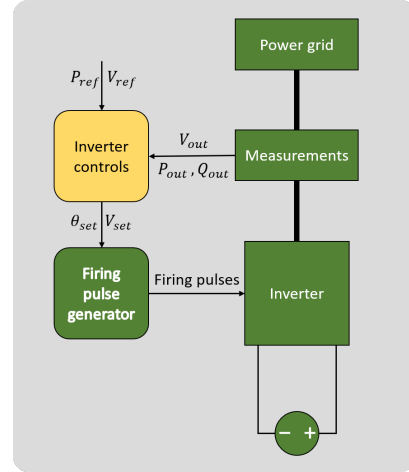 Power grid
P_ref V_ref
Inverter
controls
V_out
P_out , Q_out
Measurements
θ_set V_set
Firing
pulse
generator
Firing pulses
Inverter
− +